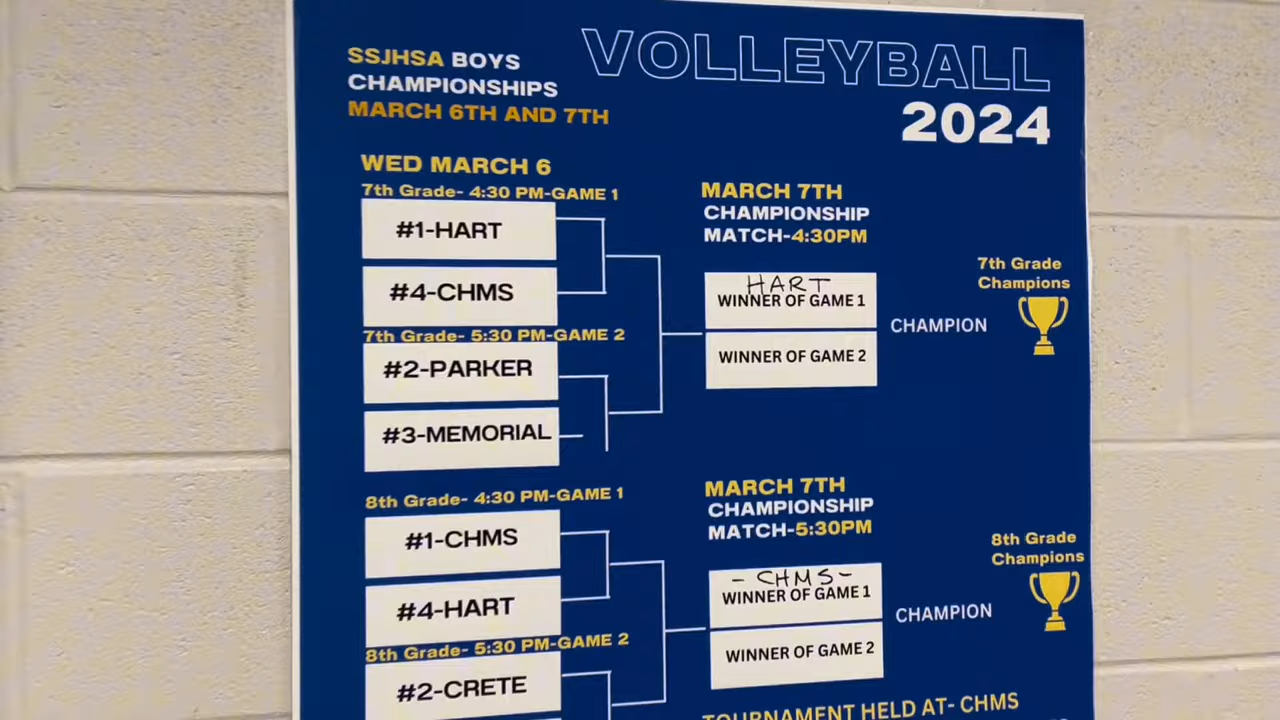 VOLLEYBALL
2024
SSJHSA BOYS
CHAMPIONSHIPS
MARCH 6TH AND 7TH
WED MARCH 6
7th Grade- 4:30 PM-GAME 1
#1-HART
#4-CHMS
7th Grade- 5:30 PM-GAME 2
#2-PARKER
#3-MEMORIAL
MARCH 7TH
CHAMPIONSHIP
MATCH-4:30PM
HART
WINNER OF GAME 1
WINNER OF GAME 2
CHAMPION
7th Grade
Champions
8th Grade- 4:30 PM-GAME 1
#1-CHMS
#4-HART
8th Grade- 5:30 PM-GAME 2
#2-CRETE
MARCH 7TH
CHAMPIONSHIP
MATCH-5:30PM
- CHMS -
WINNER OF GAME 1
WINNER OF GAME 2
CHAMPION
8th Grade
Champions
TOURNAMENT HELD AT- CHMS